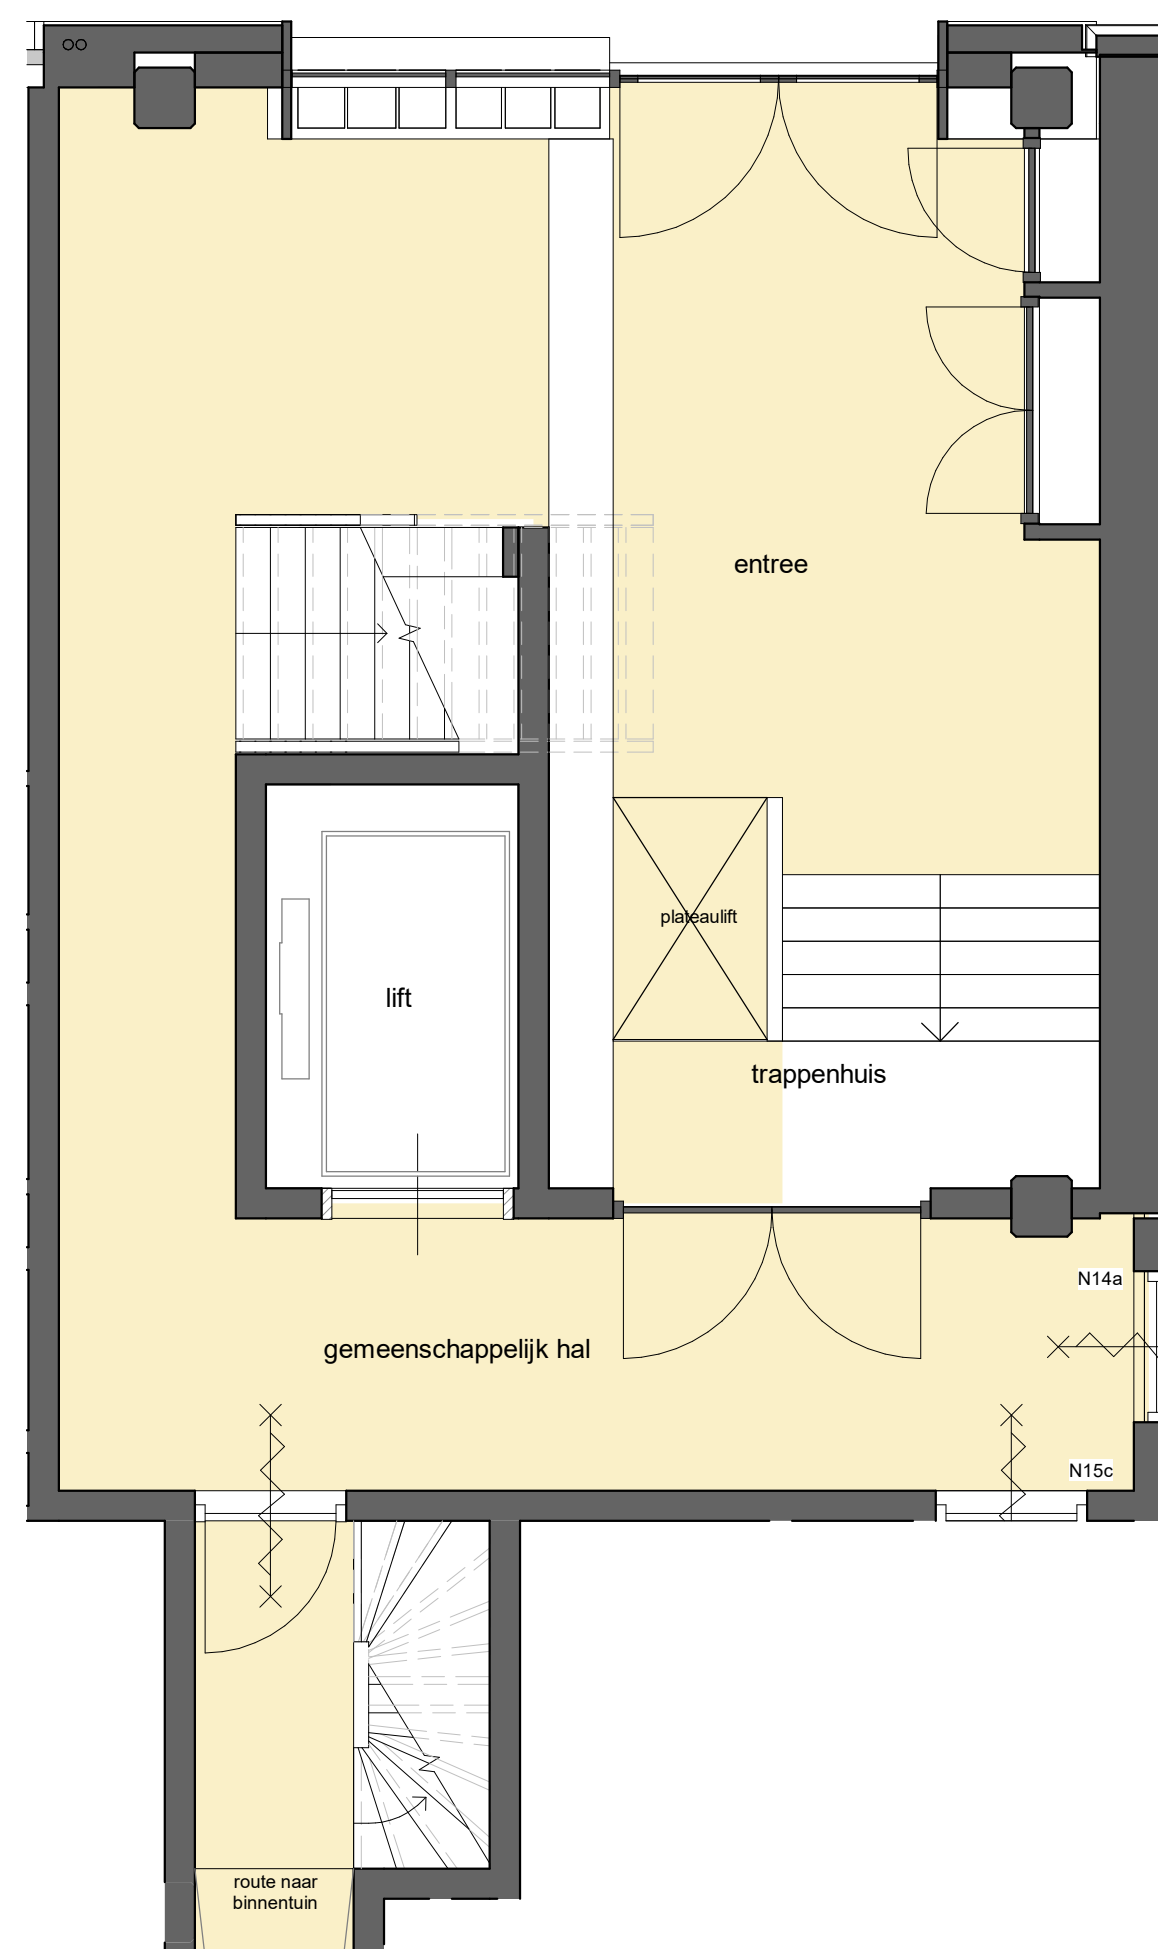 entree
plateaulift
lift
trappenhuis
N14a
gemeenschappelijk hal
N15c
route naar
binnentuin